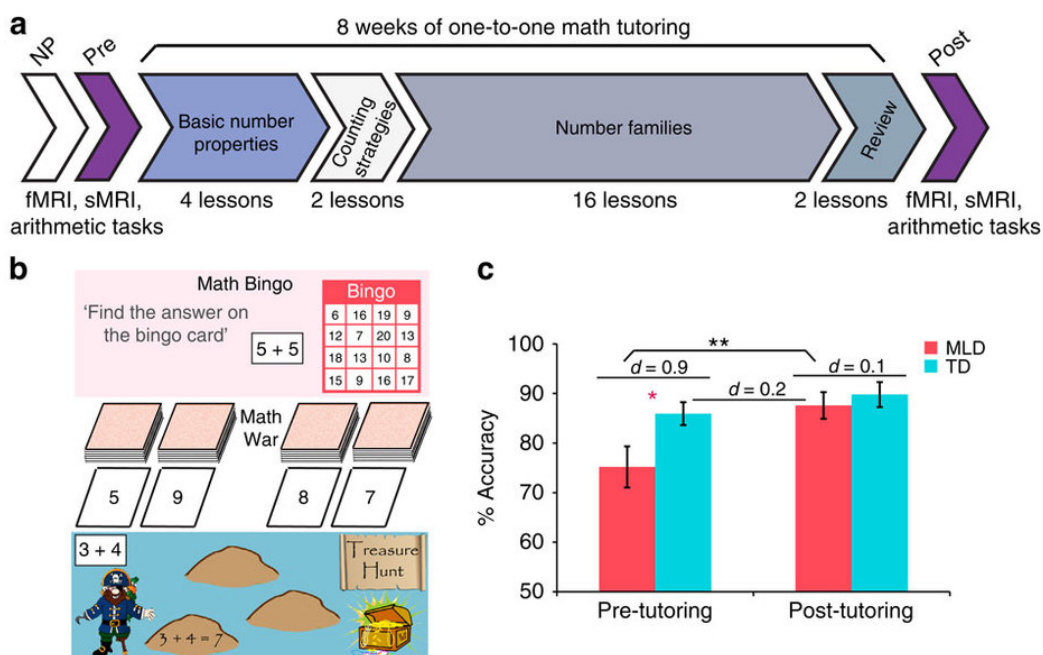 a
NP
Pre
8 weeks of one-to-one math tutoring
Post
Basic number
properties
Counting
strategies
Number families
Review
fMRI, sMRI,
arithmetic tasks
4 lessons
2 lessons
16 lessons
2 lessons
fMRI, sMRI,
arithmetic tasks
b
Math Bingo
‘Find the answer on
the bingo card’
5 + 5
Bingo
6 16 19 9
12 7 20 13
18 13 10 8
15 9 16 17
Math
War
5
9
8
7
3 + 4
Treasure
Hunt
3 + 4 = 7
c
% Accuracy
100
90
80
70
60
50
**
d = 0.9
*
d = 0.2
d = 0.1
MLD
TD
Pre-tutoring
Post-tutoring